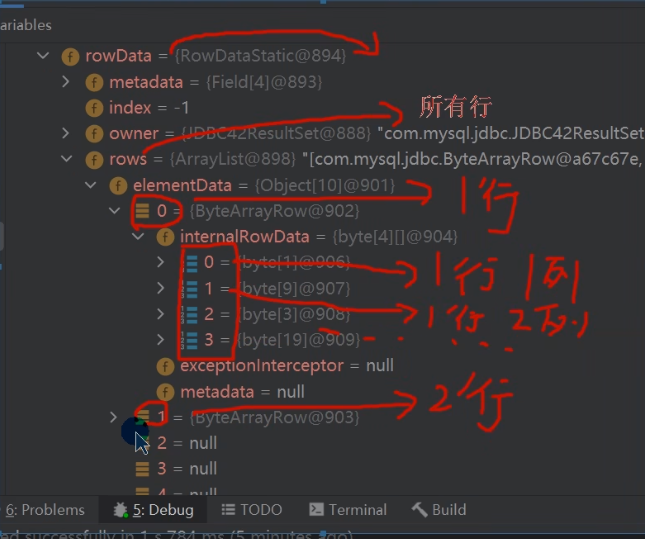 ariables
rowData = {RowDataStatic@894}
metadata = {Field[4]@893}
index = -1
所有行
owner = {JDBC42ResultSet@888} "com.mysql.jdbc.JDBC42ResultSet
rows = {ArrayList@898} "[com.mysql.jdbc.ByteArrayRow@a67c67e,
elementData = {Object[10]@901}
0 = {ByteArrayRow@902} 1行
internalRowData = {byte[4][]@904}
0 = {byte[1]@906} 1行 1列
1 = {byte[9]@907}
2 = {byte[3]@908} 1行 2列
3 = {byte[19]@909}
exceptionInterceptor = null
metadata = null
1 = {ByteArrayRow@903} 2行
2 = null
3 = null
4 = null
6: Problems 5: Debug TODO Terminal Build
ed successfully in 1 s 784 ms (5 minutes ago)